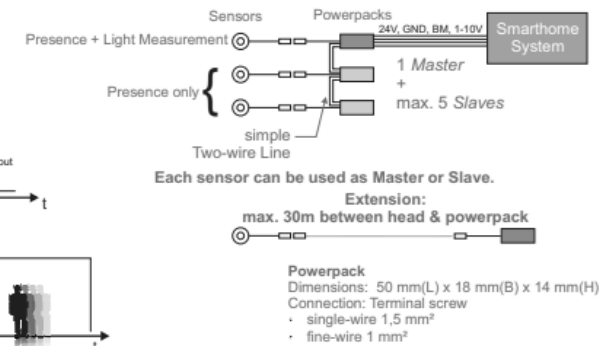 Sensors
Powerpacks
Presence + Light Measurement
24V, GND, BM, 1-10V
Smarthome
System
Presence only
1 Master
+
max. 5 Slaves
simple
Two-wire Line
out
t
Each sensor can be used as Master or Slave.
Extension:
max. 30m between head & powerpack
Powerpack
Dimensions: 50 mm(L) x 18 mm(B) x 14 mm(H)
Connection: Terminal screw
· single-wire 1,5 mm²
· fine-wire 1 mm²